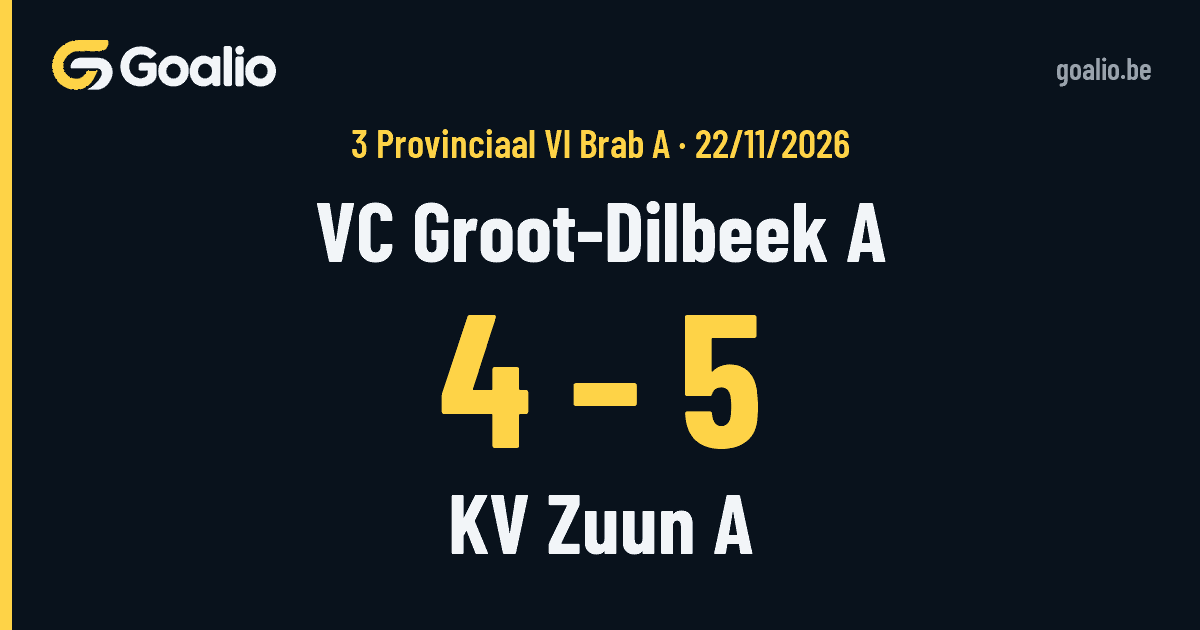 Goalio
goalio.be
3 Provinciaal Vl Brab A · 22/11/2026
VC Groot-Dilbeek A
4 – 5
KV Zuun A